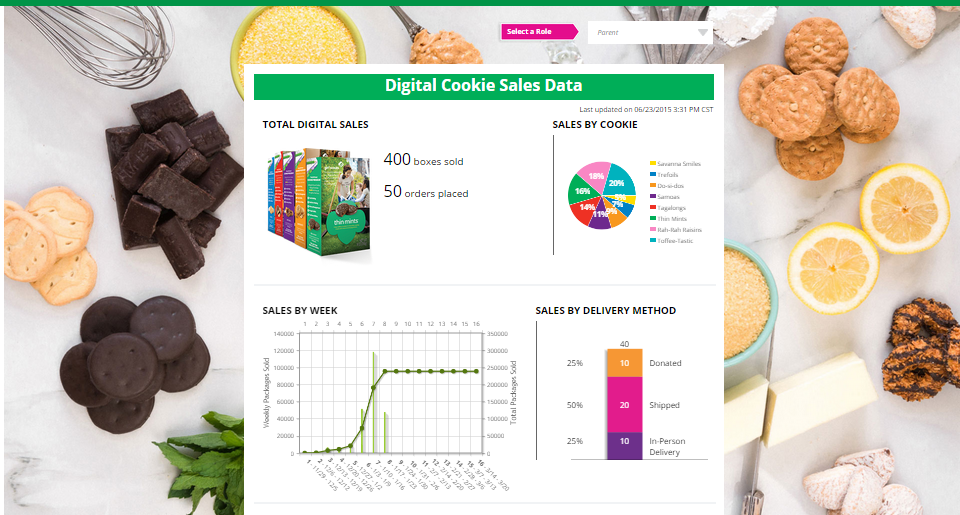 Select a Role
Parent
Digital Cookie Sales Data
Last updated on 06/23/2015 3:31 PM CST
TOTAL DIGITAL SALES
thin mints
400 boxes sold
50 orders placed
SALES BY COOKIE
18%
20%
16%
14%
11%
7%
Savanna Smiles
Trefoils
Do-si-dos
Samoas
Tagalongs
Thin Mints
Rah-Rah Raisins
Toffee-Tastic
SALES BY WEEK
1 2 3 4 5 6 7 8 9 10 11 12 13 14 15 16
140000
120000
100000
80000
60000
40000
20000
0
Weekly Packages Sold
350000
300000
250000
200000
150000
100000
50000
0
Total Packages Sold
SALES BY DELIVERY METHOD
40
25% 10 Donated
50% 20 Shipped
25% 10 In-Person
Delivery